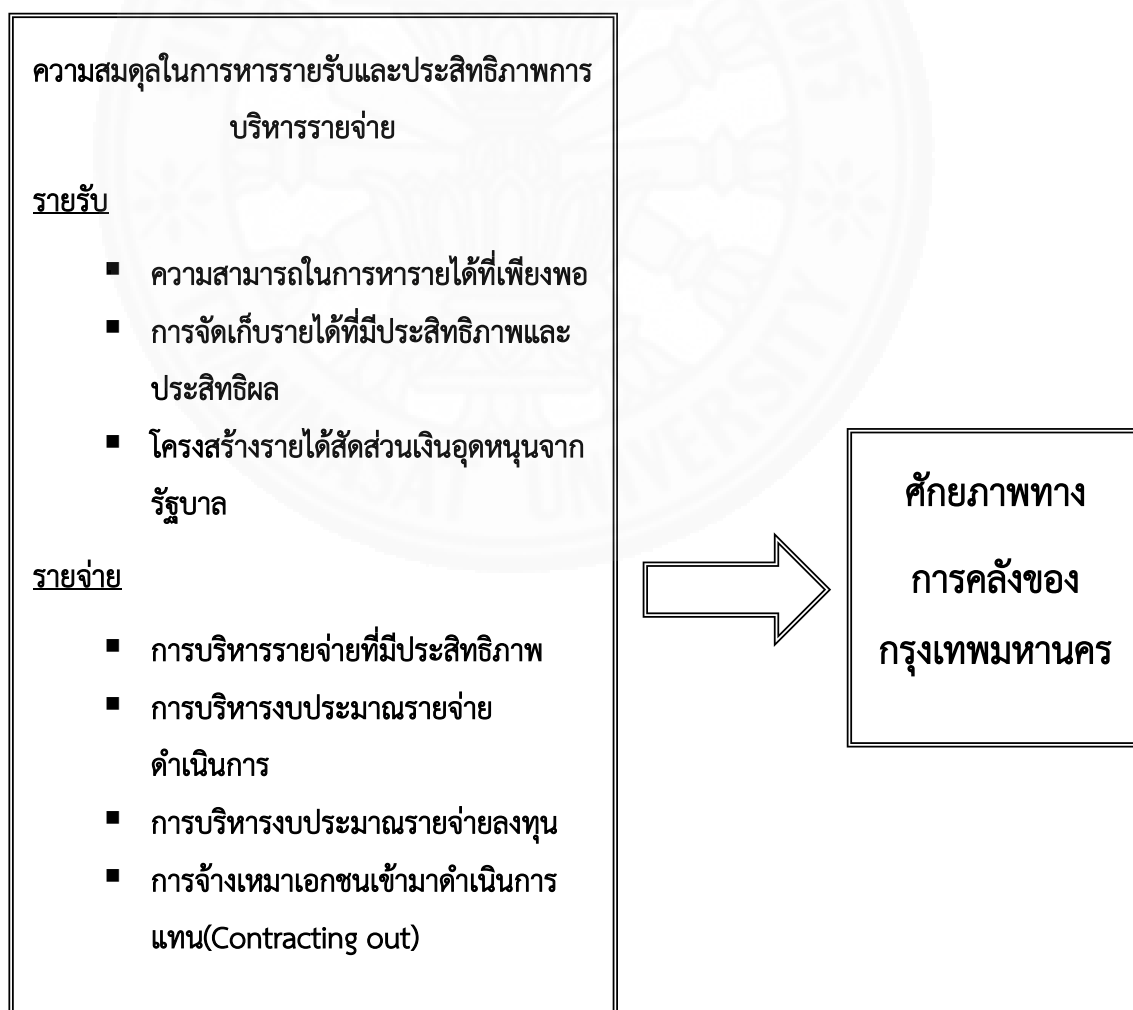 ความสมดุลในการหารรายรับและประสิทธิภาพการ
บริหารรายจ่าย
รายรับ
▪ ความสามารถในการหารายได้ที่เพียงพอ
▪ การจัดเก็บรายได้ที่มีประสิทธิภาพและ
ประสิทธิผล
▪ โครงสร้างรายได้สัดส่วนเงินอุดหนุนจาก
รัฐบาล
รายจ่าย
▪ การบริหารรายจ่ายที่มีประสิทธิภาพ
▪ การบริหารงบประมาณรายจ่าย
ดำเนินการ
▪ การบริหารงบประมาณรายจ่ายลงทุน
▪ การจ้างเหมาเอกชนเข้ามาดำเนินการ
แทน(Contracting out)
ศักยภาพทาง
การคลังของ
กรุงเทพมหานคร
UNIVERSITY